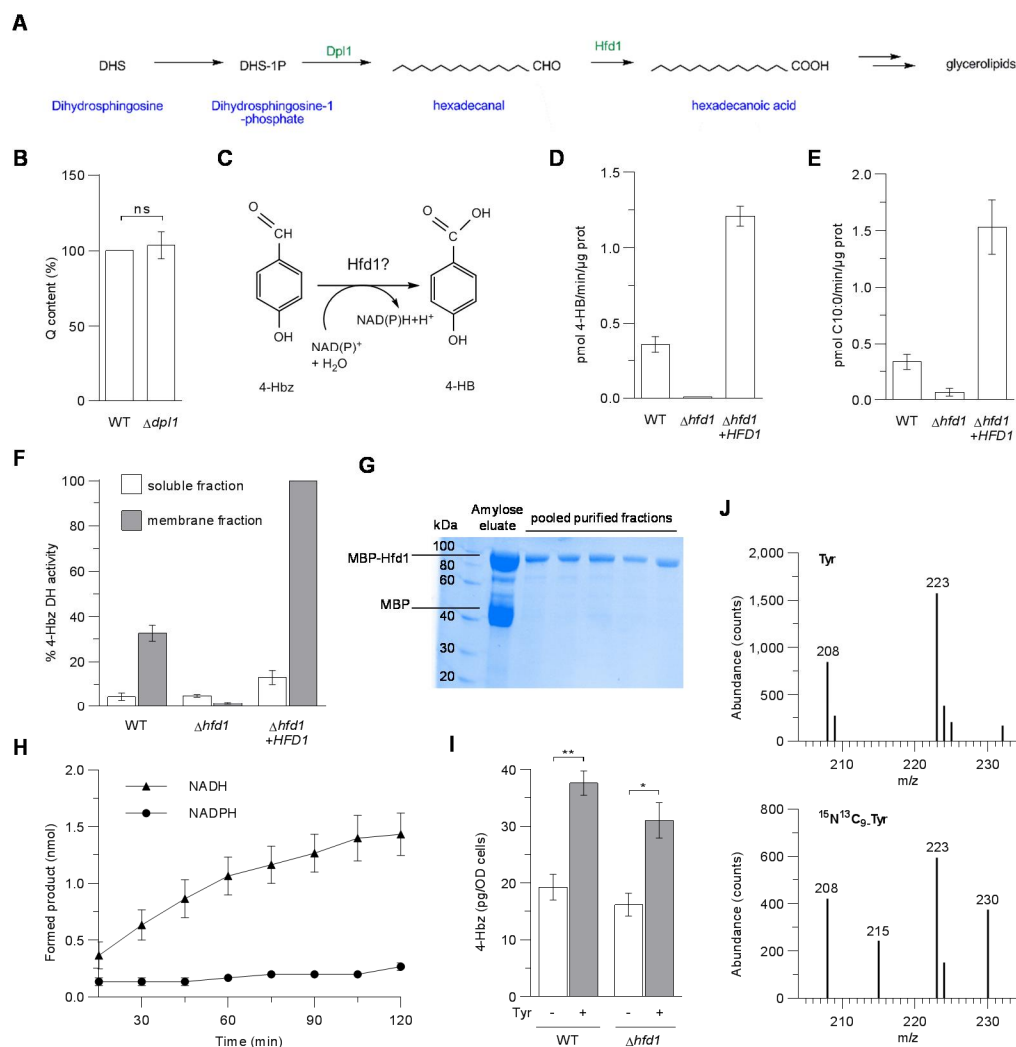 A
DHS
DHS-1P
Dpl1
CHO
Hfd1
COOH
glycerolipids
Dihydrosphingosine
Dihydrosphingosine-1
-phosphate
hexadecanal
hexadecanoic acid
B
Q content (%)
150
100
50
0
ns
WT
Δdpl1
C
O
CH
OH
4-Hbz
Hfd1?
NAD(P)H+H⁺
NAD(P)⁺
+ H₂O
O
OH
C
OH
4-HB
D
pmol 4-HB/min/µg prot
1.5
1.0
0.5
0.0
WT
Δhfd1
Δhfd1
+HFD1
E
pmol C10:0/min/µg prot
2.0
1.5
1.0
0.5
0.0
WT
Δhfd1
Δhfd1
+HFD1
F
% 4-Hbz DH activity
100
80
60
40
20
0
soluble fraction
membrane fraction
WT
Δhfd1
Δhfd1
+HFD1
G
kDa
Amylose
eluate
pooled purified fractions
MBP-Hfd1
MBP
100
80
60
40
30
20
H
Formed product (nmol)
2.0
1.5
1.0
0.5
0.0
NADH
NADPH
30
60
90
120
Time (min)
I
4-Hbz (pg/OD cells)
40
30
20
10
0
**
*
Tyr
-
+
-
+
WT
Δhfd1
J
Abundance (counts)
2,000
1,500
1,000
500
0
Tyr
208
223
210
220
230
m/z
Abundance (counts)
800
600
400
200
0
¹⁵N¹³C₉-Tyr
208
215
223
230
210
220
230
m/z